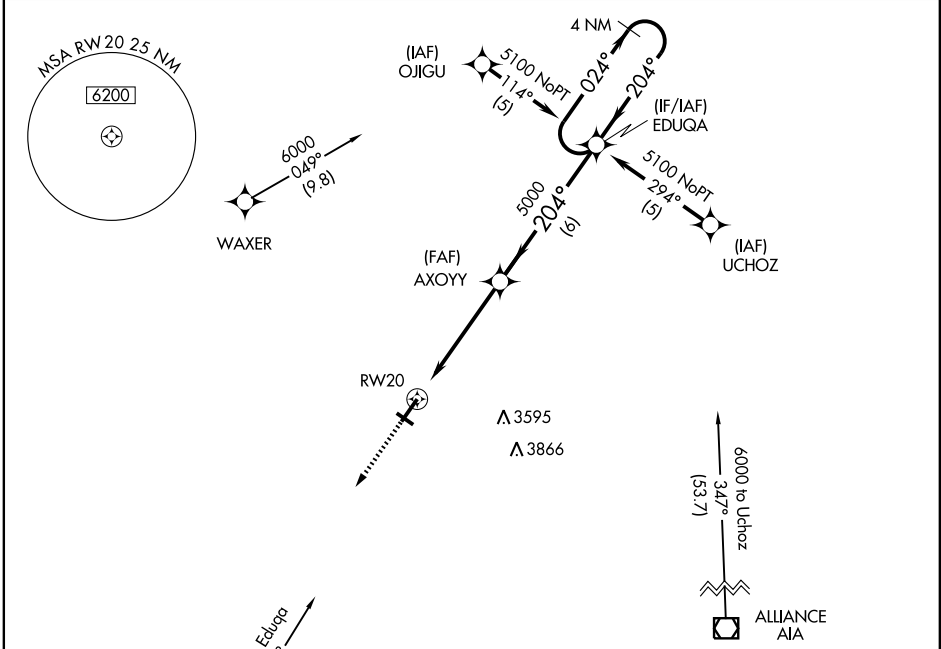 MSA RW20 25 NM
6200
(IAF)
OJIGU
5100 NoPT
114°
(5)
4 NM
024°
204°
(IF/IAF)
EDUQA
6000
049°
(9.8)
WAXER
5100 NoPT
294°
(5)
(IAF)
UCHOZ
5000
204°
(6)
(FAF)
AXOYY
RW20
3595
3866
6000 to Uchoz
347°
(53.7)
ALLIANCE
AIA
Eduqa